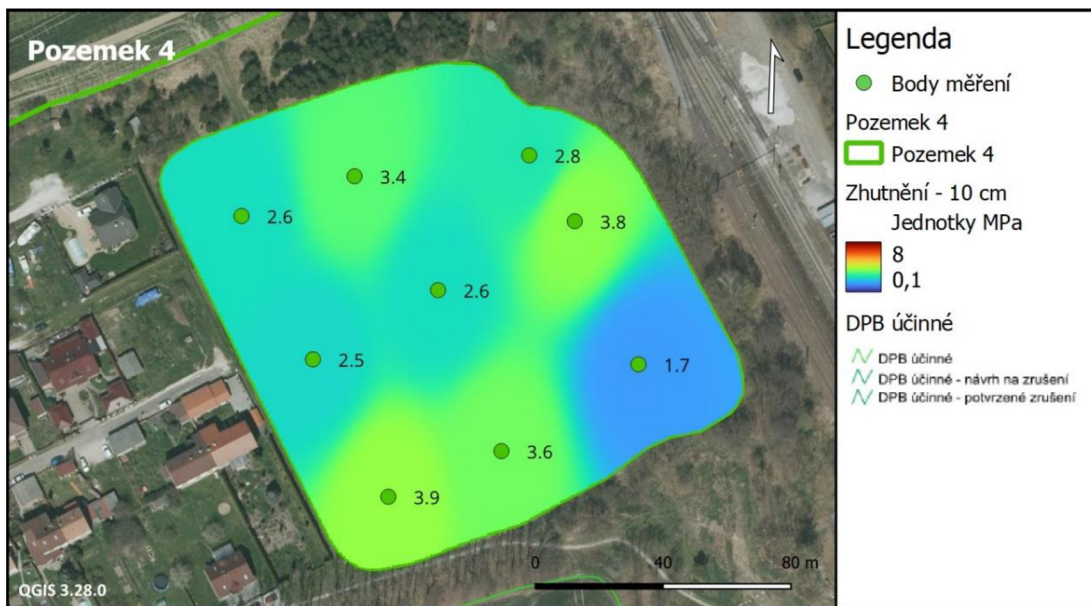 Pozemek 4
3.4
2.8
2.6
3.8
2.6
2.5
1.7
3.6
3.9
0 40 80 m
QGIS 3.28.0
Legenda
Body měření
Pozemek 4
Pozemek 4
Zhutnění - 10 cm
Jednotky MPa
8
0,1
DPB účinné
DPB účinné
DPB účinné - návrh na zrušení
DPB účinné - potvrzené zrušení